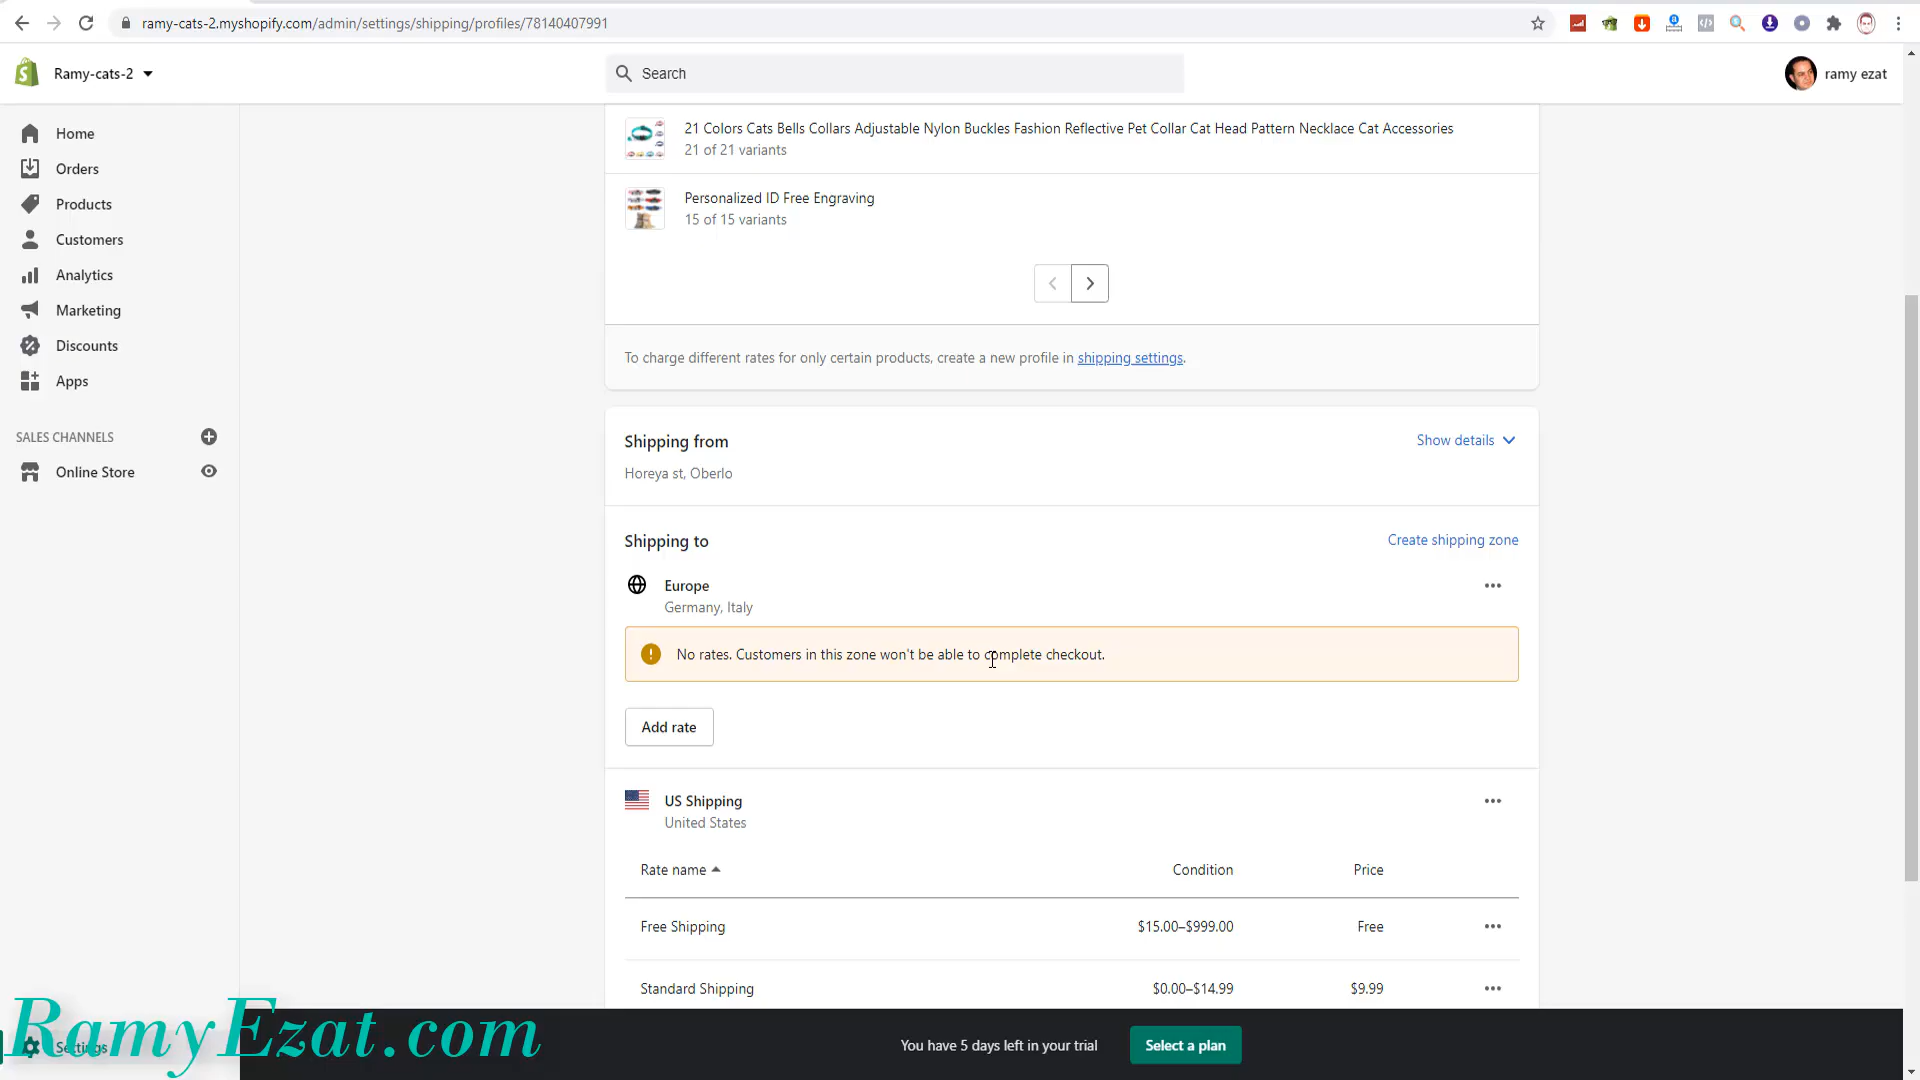 ramy-cats-2.myshopify.com/admin/settings/shipping/profiles/78140407991
Ramy-cats-2
Search
ramy ezat
Home
Orders
Products
Customers
Analytics
Marketing
Discounts
Apps
SALES CHANNELS
Online Store
Settings
21 Colors Cats Bells Collars Adjustable Nylon Buckles Fashion Reflective Pet Collar Cat Head Pattern Necklace Cat Accessories
21 of 21 variants
Personalized ID Free Engraving
15 of 15 variants
To charge different rates for only certain products, create a new profile in shipping settings.
Shipping from
Show details
Horeya st, Oberlo
Shipping to
Create shipping zone
Europe
Germany, Italy
No rates. Customers in this zone won't be able to complete checkout.
Add rate
US Shipping
United States
Rate name Condition Price
Free Shipping $15.00–$999.00 Free
Standard Shipping $0.00–$14.99 $9.99
RamyEzat.com
You have 5 days left in your trial
Select a plan